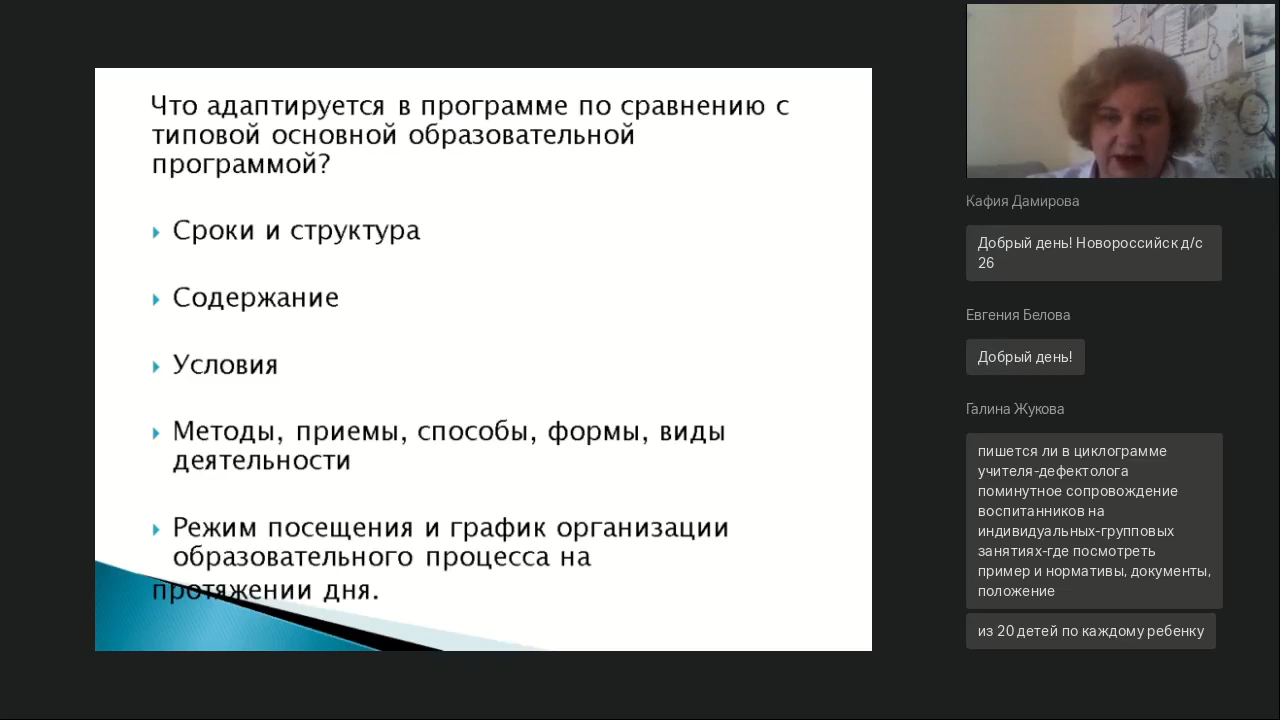 Что адаптируется в программе по сравнению с
типовой основной образовательной
программой?
Сроки и структура
Содержание
Условия
Методы, приемы, способы, формы, виды
деятельности
Режим посещения и график организации
образовательного процесса на
протяжении дня.
Кафия Дамирова
Добрый день! Новороссийск д/с
26
Евгения Белова
Добрый день!
Галина Жукова
пишется ли в циклограмме
учителя-дефектолога
поминутное сопровождение
воспитанников на
индивидуальных-групповых
занятиях-где посмотреть
пример и нормативы, документы,
положение
из 20 детей по каждому ребенку